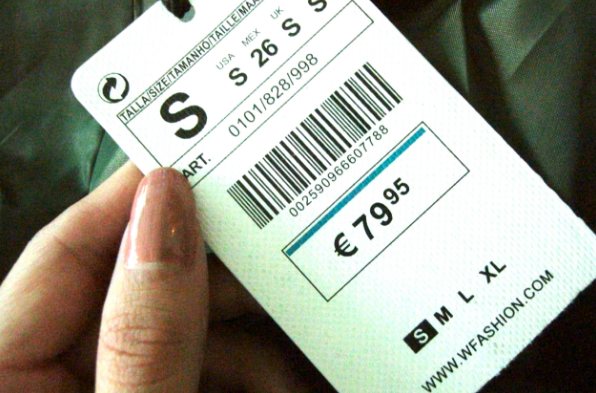 TALLA/SIZE/TAMANHO/TAILLE/
USA MEX UK
S S 26 S S
ART. 0101/828/998
002590966607788
€ 79 95
S M L XL
WWW.WFASHION.COM